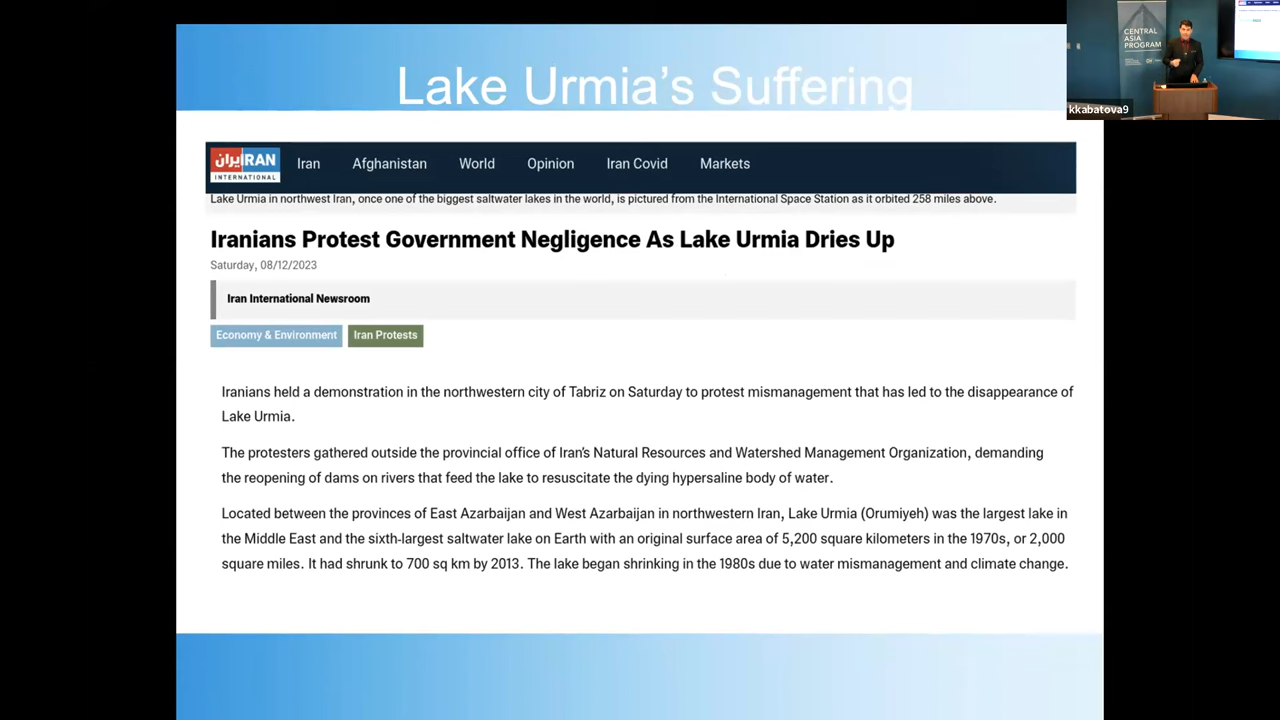 Lake Urmia's Suffering
CENTRAL
ASIA
PROGRAM
kkabatova9
ایران IRAN
INTERNATIONAL
Iran Afghanistan World Opinion Iran Covid Markets
Lake Urmia in northwest Iran, once one of the biggest saltwater lakes in the world, is pictured from the International Space Station as it orbited 258 miles above.
Iranians Protest Government Negligence As Lake Urmia Dries Up
Saturday, 08/12/2023
Iran International Newsroom
Economy & Environment Iran Protests
Iranians held a demonstration in the northwestern city of Tabriz on Saturday to protest mismanagement that has led to the disappearance of
Lake Urmia.
The protesters gathered outside the provincial office of Iran's Natural Resources and Watershed Management Organization, demanding
the reopening of dams on rivers that feed the lake to resuscitate the dying hypersaline body of water.
Located between the provinces of East Azarbaijan and West Azarbaijan in northwestern Iran, Lake Urmia (Orumiyeh) was the largest lake in
the Middle East and the sixth-largest saltwater lake on Earth with an original surface area of 5,200 square kilometers in the 1970s, or 2,000
square miles. It had shrunk to 700 sq km by 2013. The lake began shrinking in the 1980s due to water mismanagement and climate change.